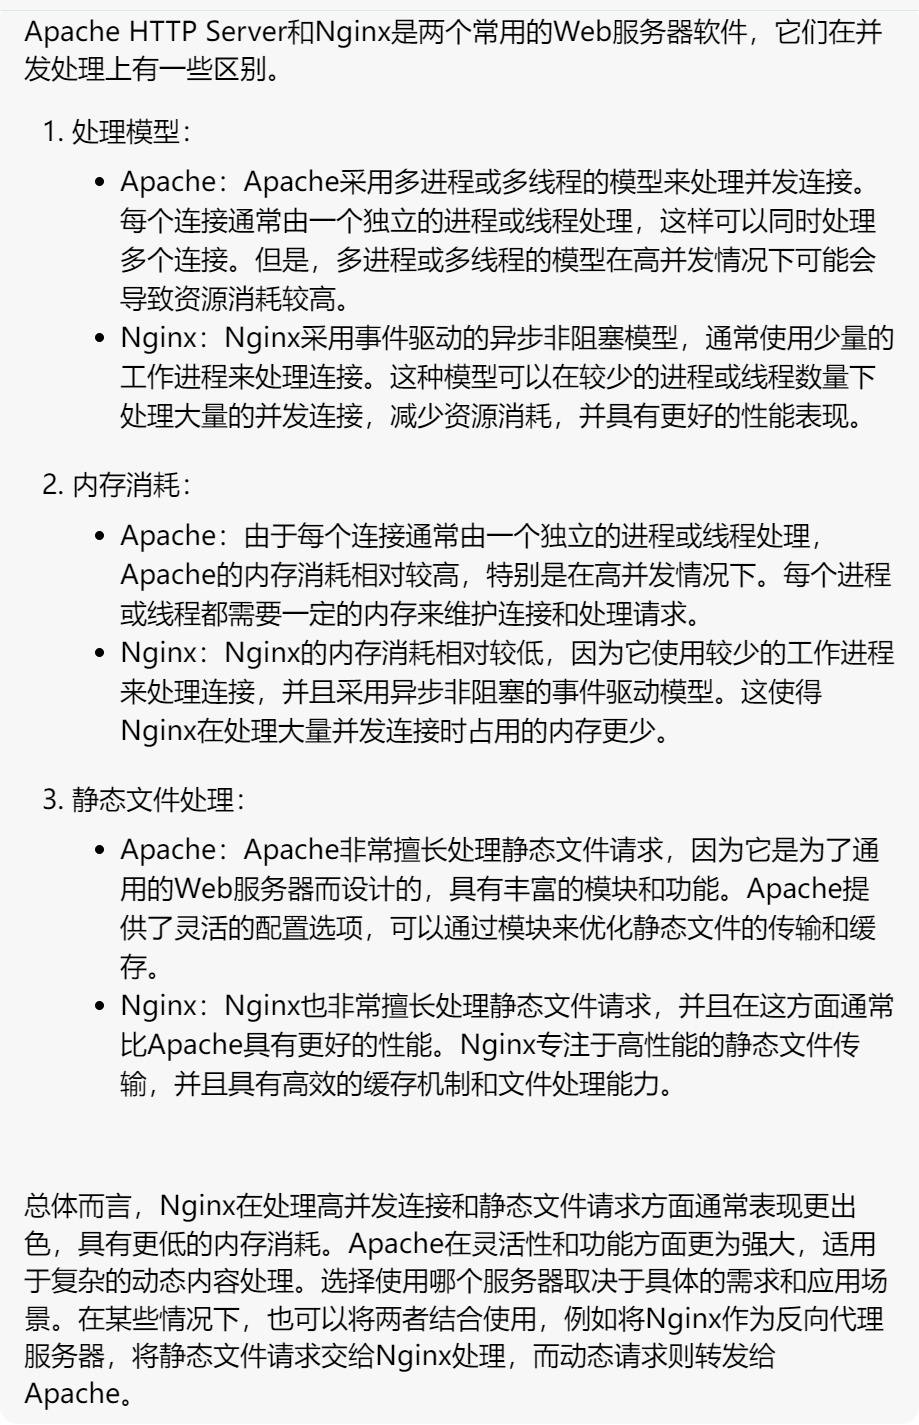 Apache HTTP Server和Nginx是两个常用的Web服务器软件，它们在并
发处理上有一些区别。
1. 处理模型：
• Apache：Apache采用多进程或多线程的模型来处理并发连接。
每个连接通常由一个独立的进程或线程处理，这样可以同时处理
多个连接。但是，多进程或多线程的模型在高并发情况下可能会
导致资源消耗较高。
• Nginx：Nginx采用事件驱动的异步非阻塞模型，通常使用少量的
工作进程来处理连接。这种模型可以在较少的进程或线程数量下
处理大量的并发连接，减少资源消耗，并具有更好的性能表现。
2. 内存消耗：
• Apache：由于每个连接通常由一个独立的进程或线程处理，
Apache的内存消耗相对较高，特别是在高并发情况下。每个进程
或线程都需要一定的内存来维护连接和处理请求。
• Nginx：Nginx的内存消耗相对较低，因为它使用较少的工作进程
来处理连接，并且采用异步非阻塞的事件驱动模型。这使得
Nginx在处理大量并发连接时占用的内存更少。
3. 静态文件处理：
• Apache：Apache非常擅长处理静态文件请求，因为它是为了通
用的Web服务器而设计的，具有丰富的模块和功能。Apache提
供了灵活的配置选项，可以通过模块来优化静态文件的传输和缓
存。
• Nginx：Nginx也非常擅长处理静态文件请求，并且在这方面通常
比Apache具有更好的性能。Nginx专注于高性能的静态文件传
输，并且具有高效的缓存机制和文件处理能力。
总体而言，Nginx在处理高并发连接和静态文件请求方面通常表现更出
色，具有更低的内存消耗。Apache在灵活性和功能方面更为强大，适用
于复杂的动态内容处理。选择使用哪个服务器取决于具体的需求和应用场
景。在某些情况下，也可以将两者结合使用，例如将Nginx作为反向代理
服务器，将静态文件请求交给Nginx处理，而动态请求则转发给
Apache。